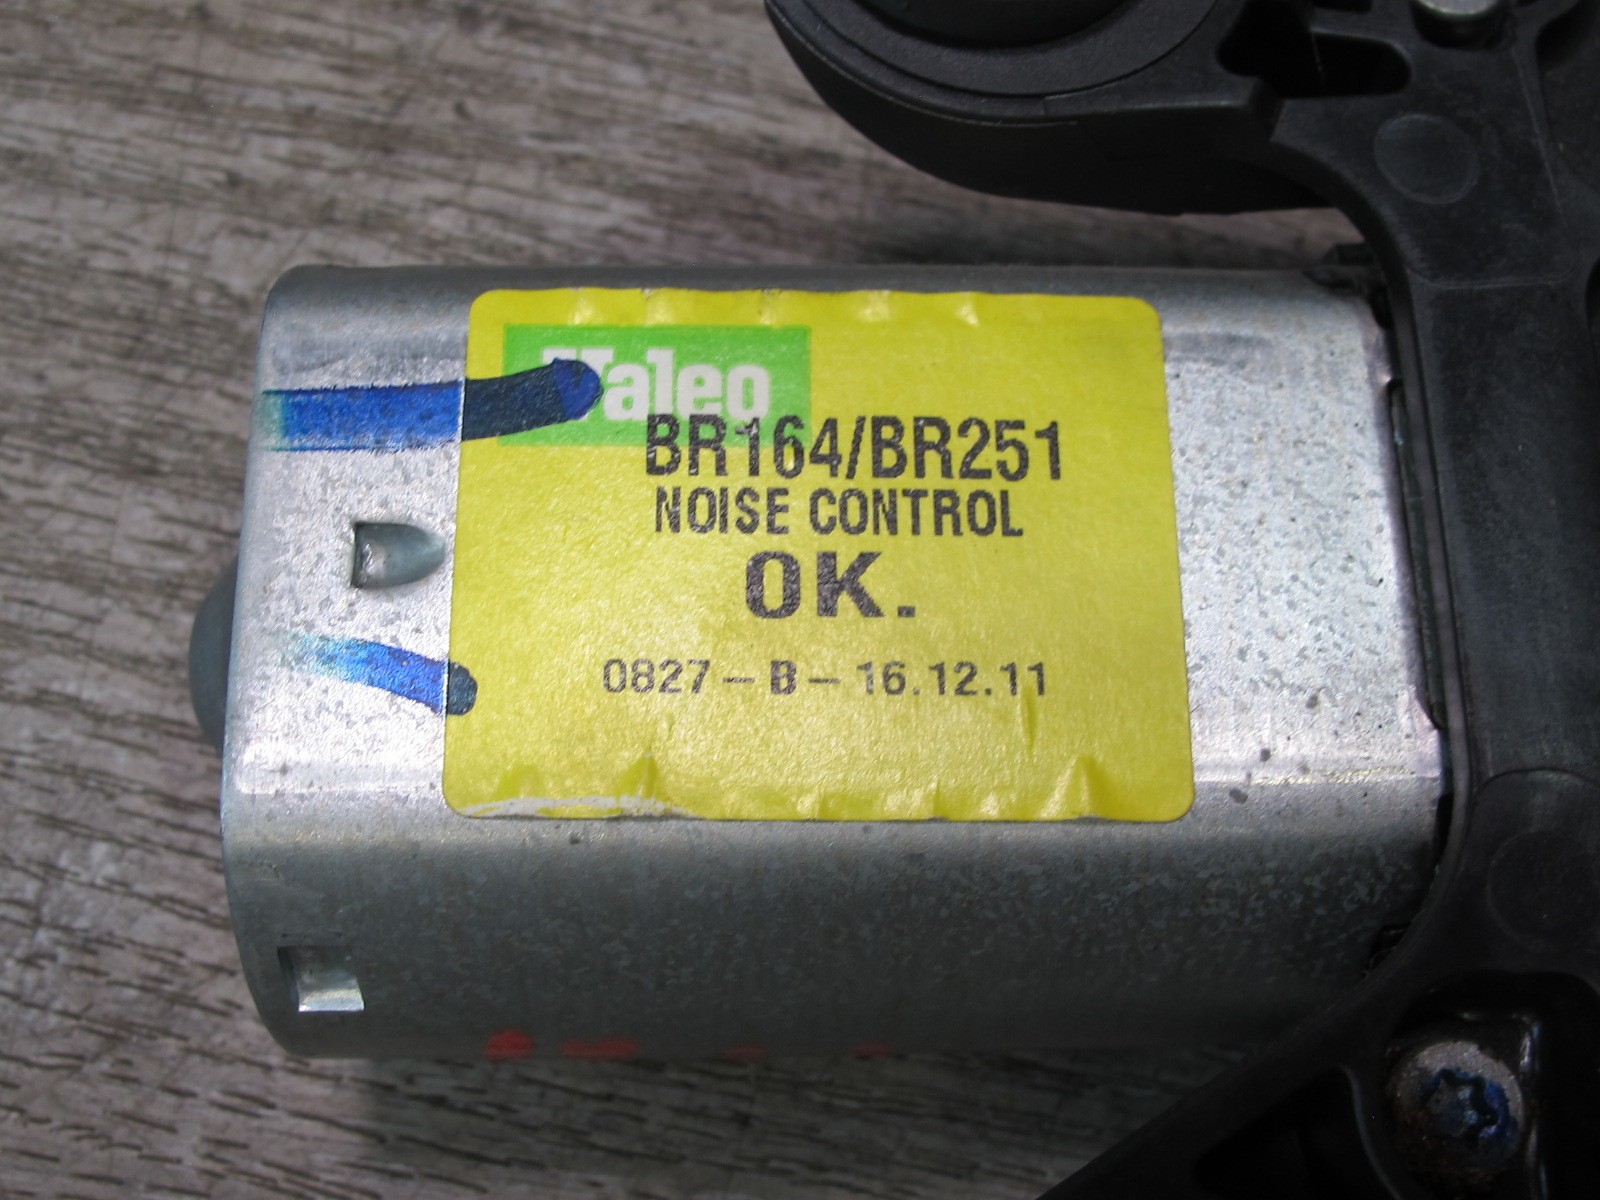 Valeo
BR164/BR251
NOISE CONTROL
OK.
0827 - B - 16.12.11